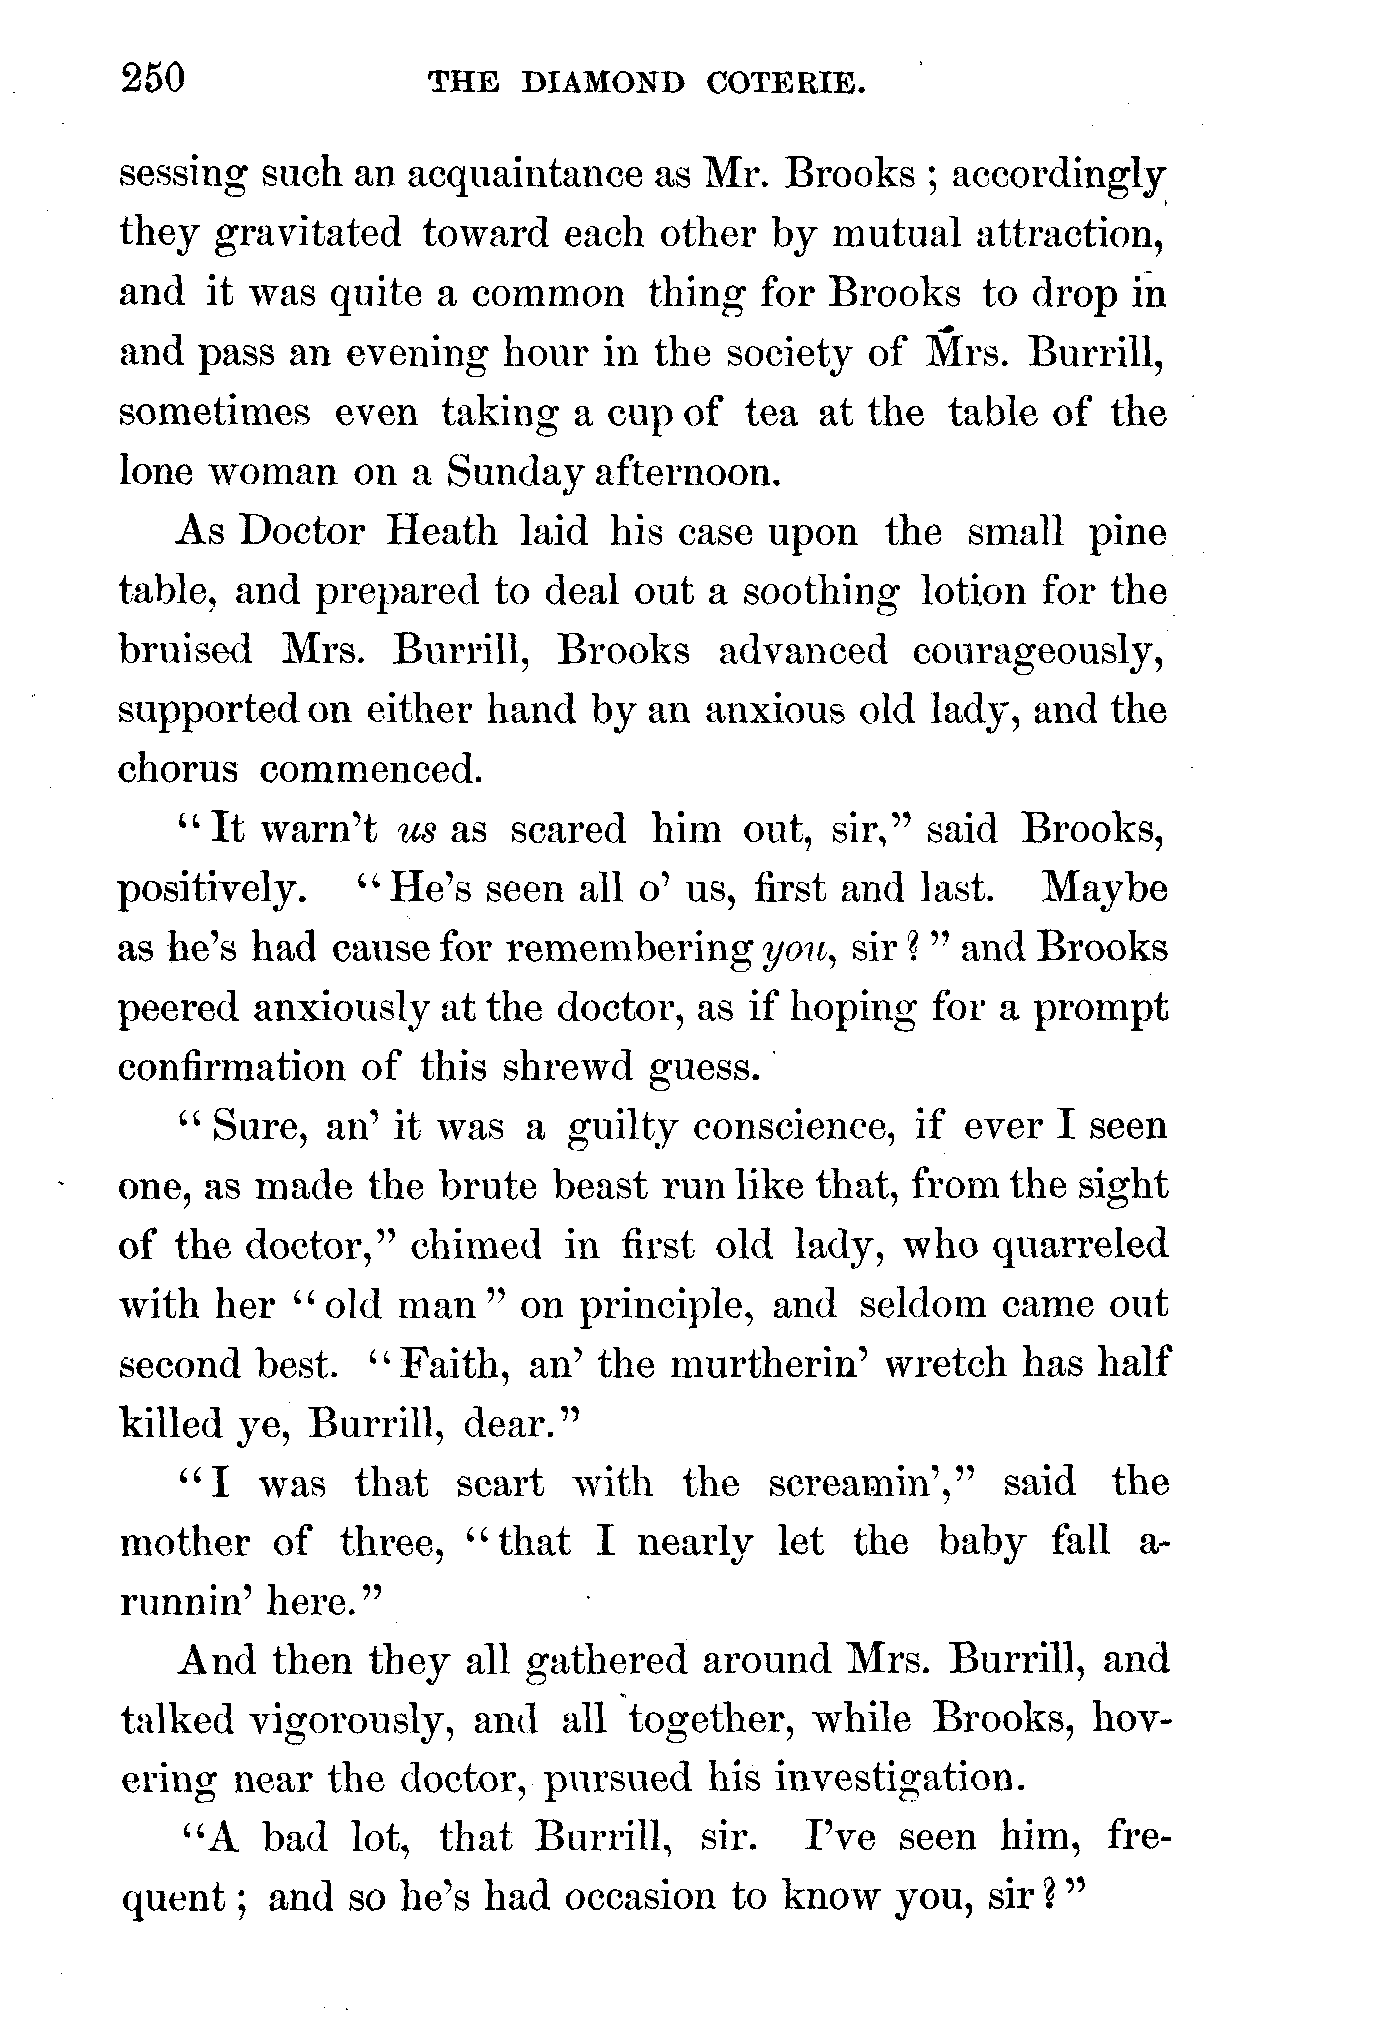 250 THE DIAMOND COTERIE.
sessing such an acquaintance as Mr. Brooks ; accordingly
they gravitated toward each other by mutual attraction,
and it was quite a common thing for Brooks to drop in
and pass an evening hour in the society of Mrs. Burrill,
sometimes even taking a cup of tea at the table of the
lone woman on a Sunday afternoon.
As Doctor Heath laid his case upon the small pine
table, and prepared to deal out a soothing lotion for the
bruised Mrs. Burrill, Brooks advanced courageously,
supported on either hand by an anxious old lady, and the
chorus commenced.
“ It warn’t us as scared him out, sir,” said Brooks,
positively. “ He’s seen all o’ us, first and last. Maybe
as he’s had cause for remembering you, sir ? ” and Brooks
peered anxiously at the doctor, as if hoping for a prompt
confirmation of this shrewd guess.
“ Sure, an’ it was a guilty conscience, if ever I seen
one, as made the brute beast run like that, from the sight
of the doctor,” chimed in first old lady, who quarreled
with her “ old man ” on principle, and seldom came out
second best. “ Faith, an’ the murtherin’ wretch has half
killed ye, Burrill, dear.”
“ I was that scart with the screamin’,” said the
mother of three, “ that I nearly let the baby fall a-
runnin’ here.”
And then they all gathered around Mrs. Burrill, and
talked vigorously, and all together, while Brooks, hov-
ering near the doctor, pursued his investigation.
“A bad lot, that Burrill, sir. I’ve seen him, fre-
quent ; and so he’s had occasion to know you, sir ? ”